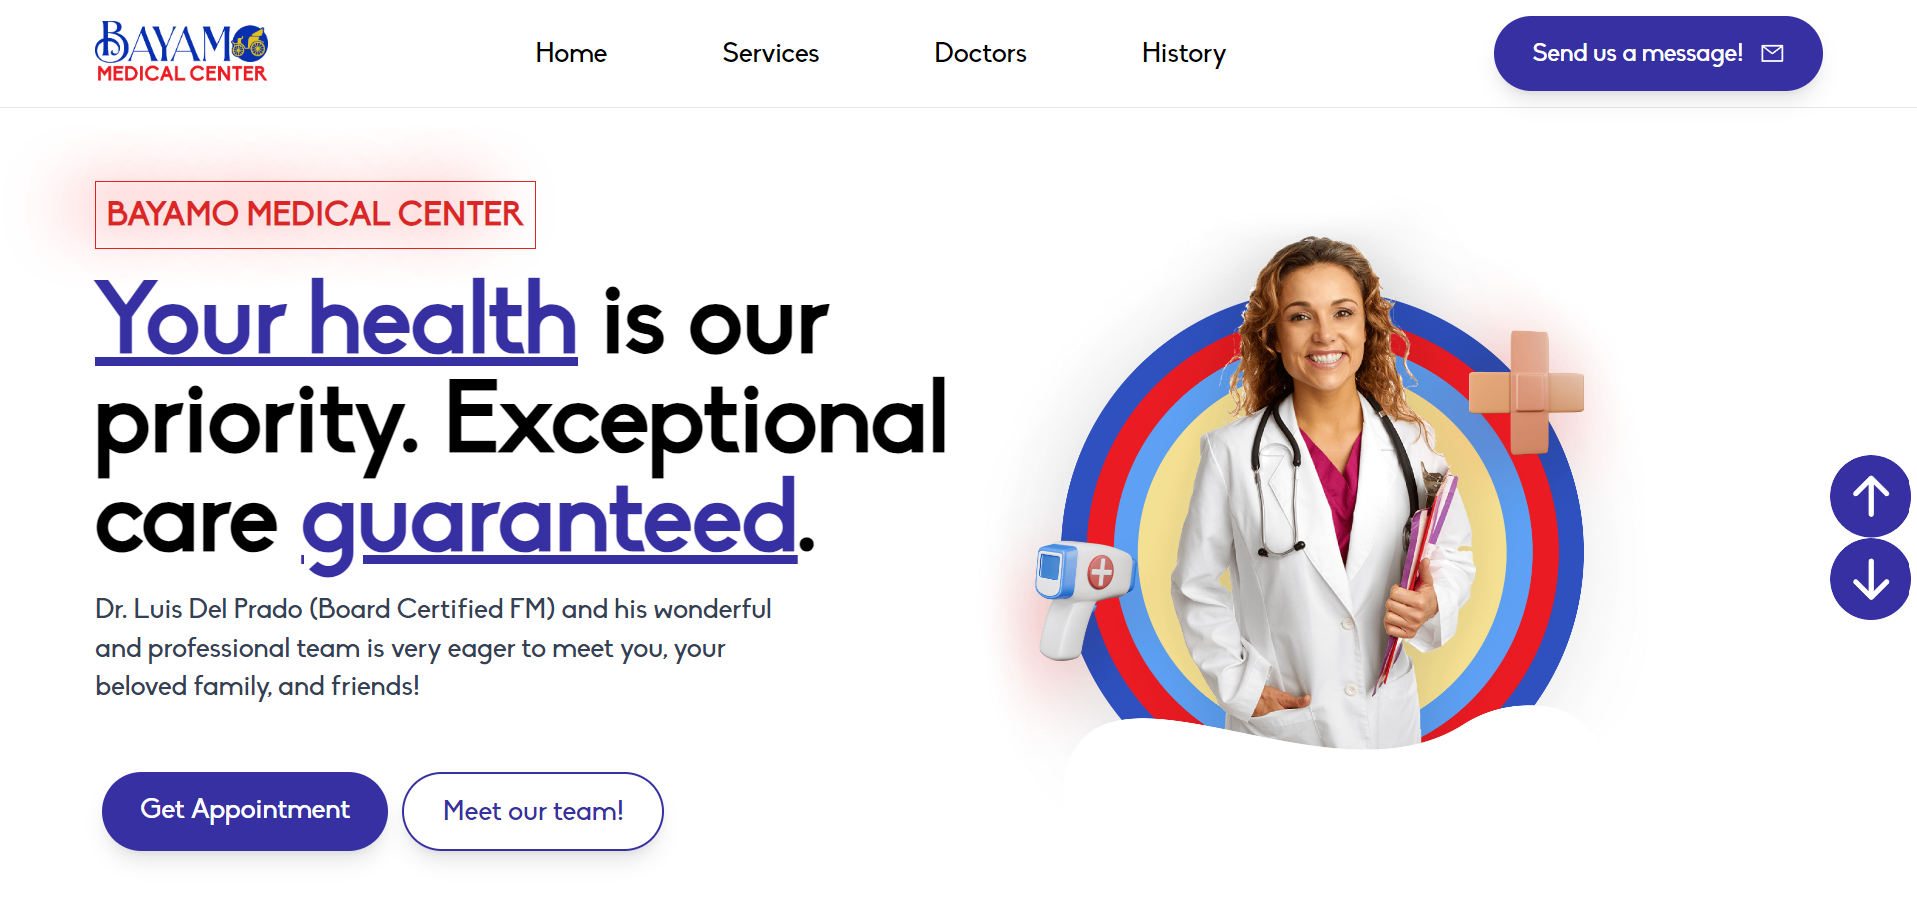 BAYAMO
MEDICAL CENTER
Home
Services
Doctors
History
Send us a message!
BAYAMO MEDICAL CENTER
Your health is our
priority. Exceptional
care guaranteed.
Dr. Luis Del Prado (Board Certified FM) and his wonderful
and professional team is very eager to meet you, your
beloved family, and friends!
Get Appointment
Meet our team!